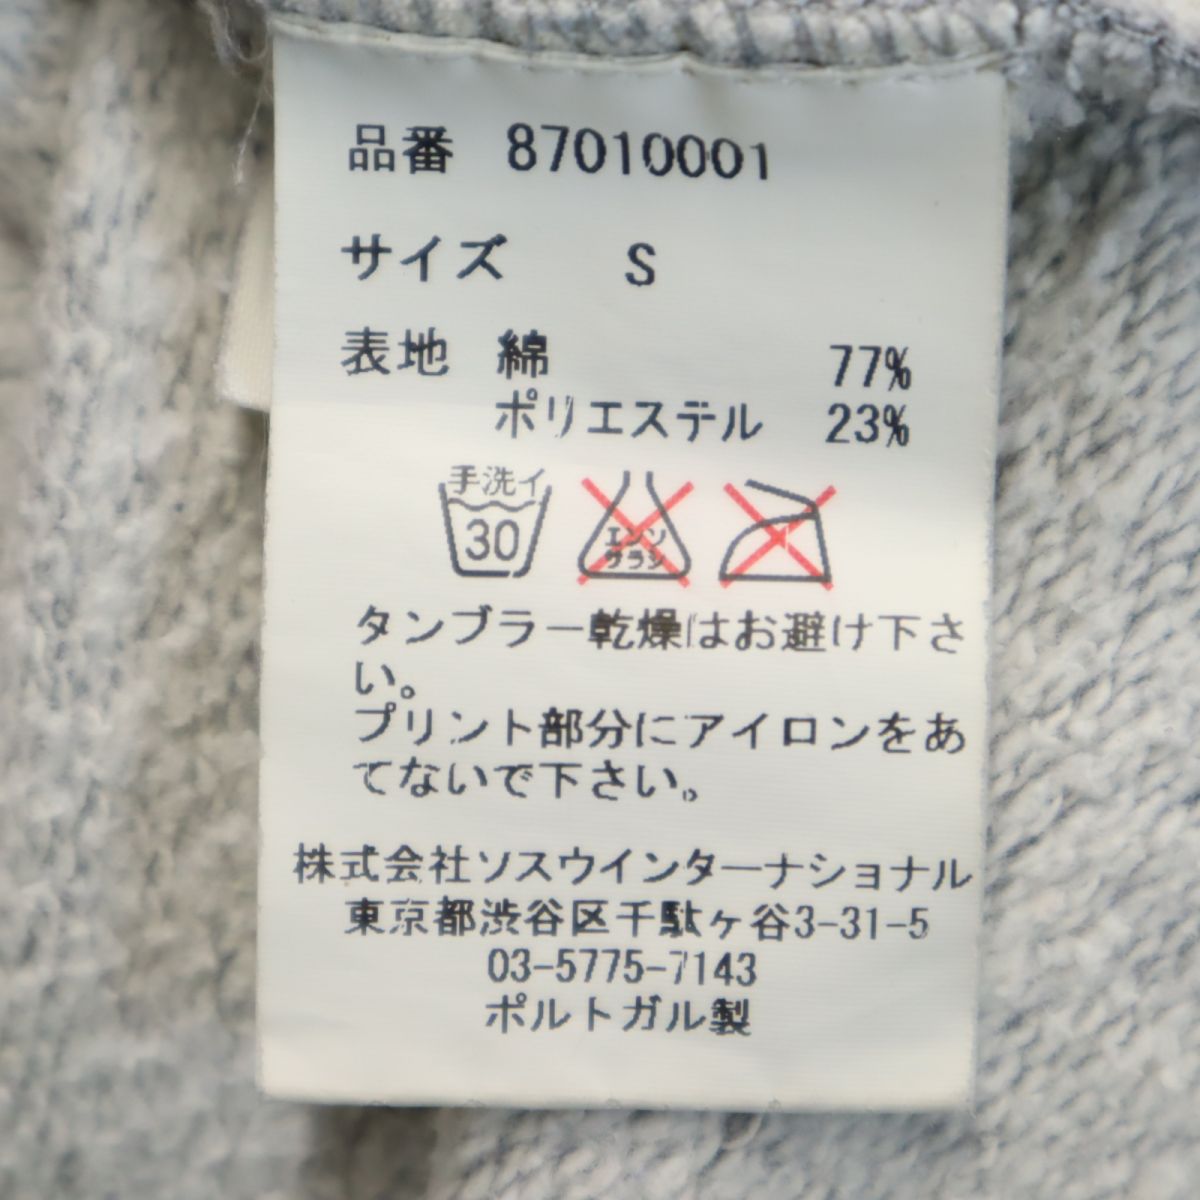 品番 87010001
サイズ S
表地 綿 77%
ポリエステル 23%
手洗イ エンソ
30 サラシ
タンブラー乾燥はお避け下さ
い。
プリント部分にアイロンをあ
てないで下さい。
株式会社ソスウインターナショナル
東京都渋谷区千駄ヶ谷3-31-5
03-5775-7143
ポルトガル製